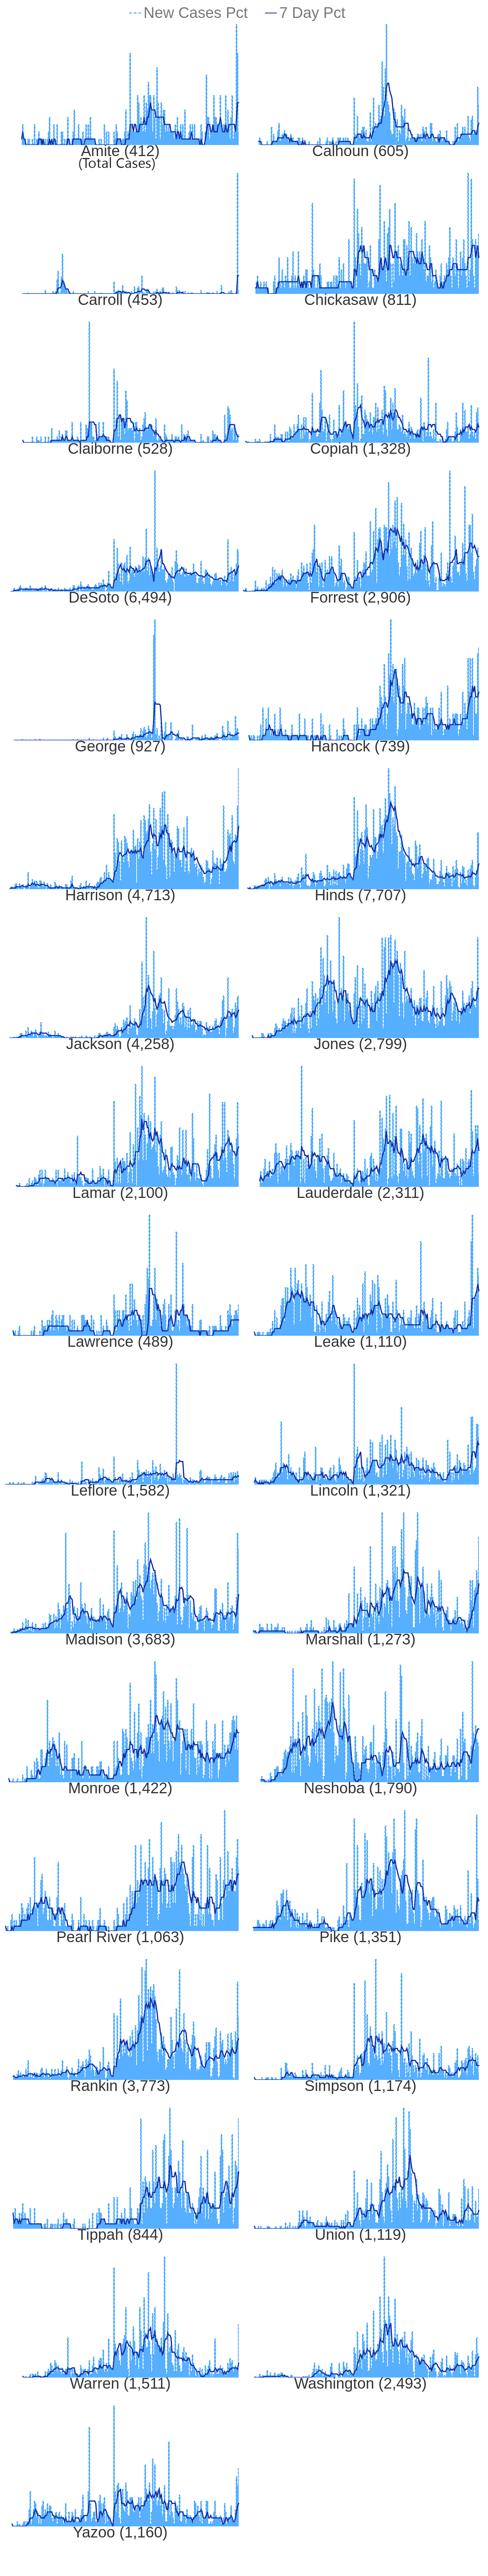 New Cases Pct 7 Day Pct
Amite (412) Calhoun (605)
(Total Cases)
Carroll (453) Chickasaw (811)
Claiborne (528) Copiah (1,328)
DeSoto (6,494) Forrest (2,906)
George (927) Hancock (739)
Harrison (4,713) Hinds (7,707)
Jackson (4,258) Jones (2,799)
Lamar (2,100) Lauderdale (2,311)
Lawrence (489) Leake (1,110)
Leflore (1,582) Lincoln (1,321)
Madison (3,683) Marshall (1,273)
Monroe (1,422) Neshoba (1,790)
Pearl River (1,063) Pike (1,351)
Rankin (3,773) Simpson (1,174)
Tippah (844) Union (1,119)
Warren (1,511) Washington (2,493)
Yazoo (1,160)